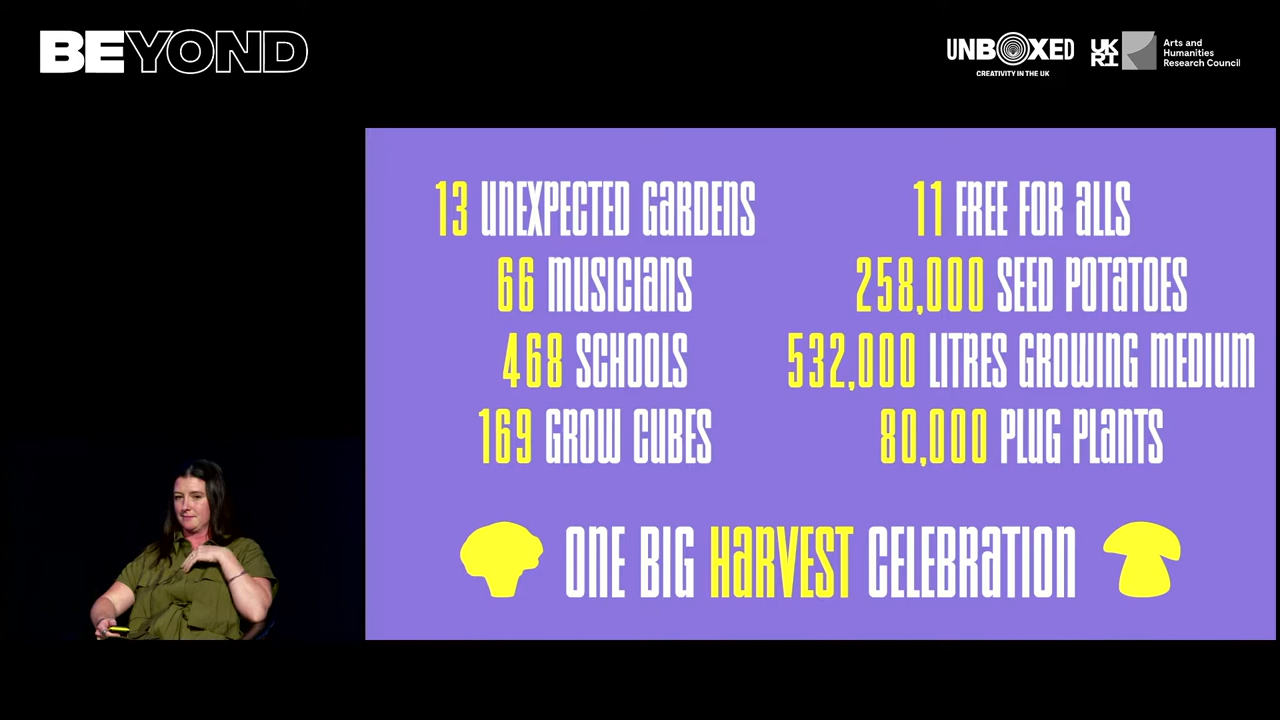 BEYOND
UNBOXED
CREATIVITY IN THE UK
UK
RI
Arts and
Humanities
Research Council
13 UNEXPECTED GaRDENS
66 MUSICIaNS
468 SCHOOLS
169 GROW CUBES
11 FREE FOR aLLS
258,000 SEED POTaTOES
532,000 LITRES GROWING MEDIUM
80,000 PLUG PLaNTS
ONE BIG HaRVEST CELEBRaTION